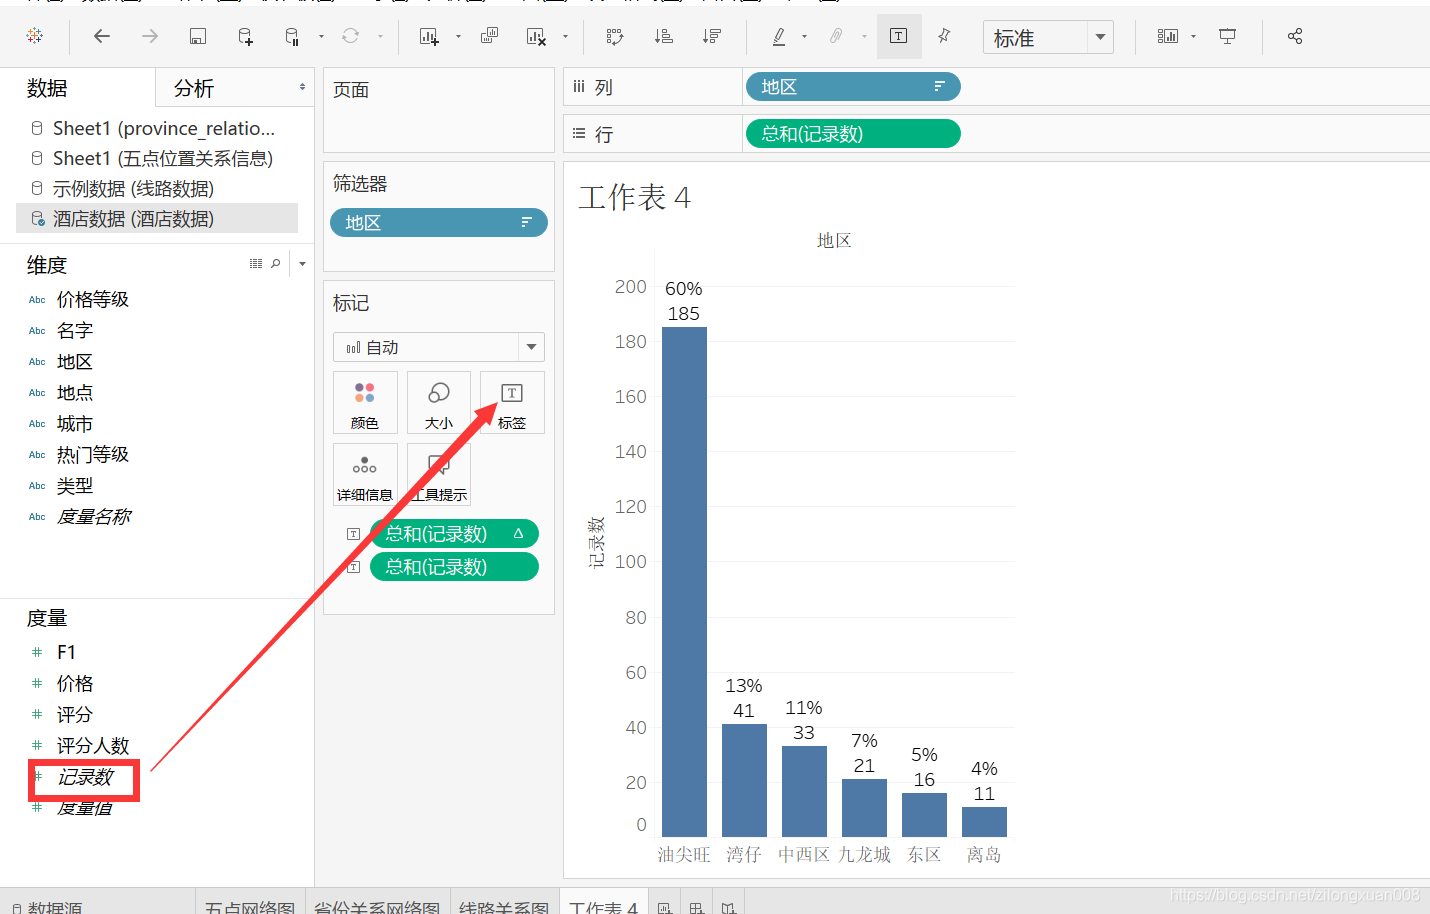 标准
数据
分析
Sheet1 (province_relatio...
Sheet1 (五点位置关系信息)
示例数据 (线路数据)
酒店数据 (酒店数据)
维度
Abc 价格等级
Abc 名字
Abc 地区
Abc 地点
Abc 城市
Abc 热门等级
Abc 类型
Abc 度量名称
度量
# F1
# 价格
# 评分
# 评分人数
# 记录数
# 度量值
页面
筛选器
地区
标记
自动
颜色
大小
标签
详细信息
工具提示
总和(记录数)
总和(记录数)
列
地区
行
总和(记录数)
工作表 4
地区
记录数
200
180
160
140
120
100
80
60
40
20
0
60%
185
13%
41
11%
33
7%
21
5%
16
4%
11
油尖旺
湾仔
中西区
九龙城
东区
离岛
数据源
五点网络图
省份关系网络图
线路关系图
工作表 4
https://blog.csdn.net/zilongxuan008